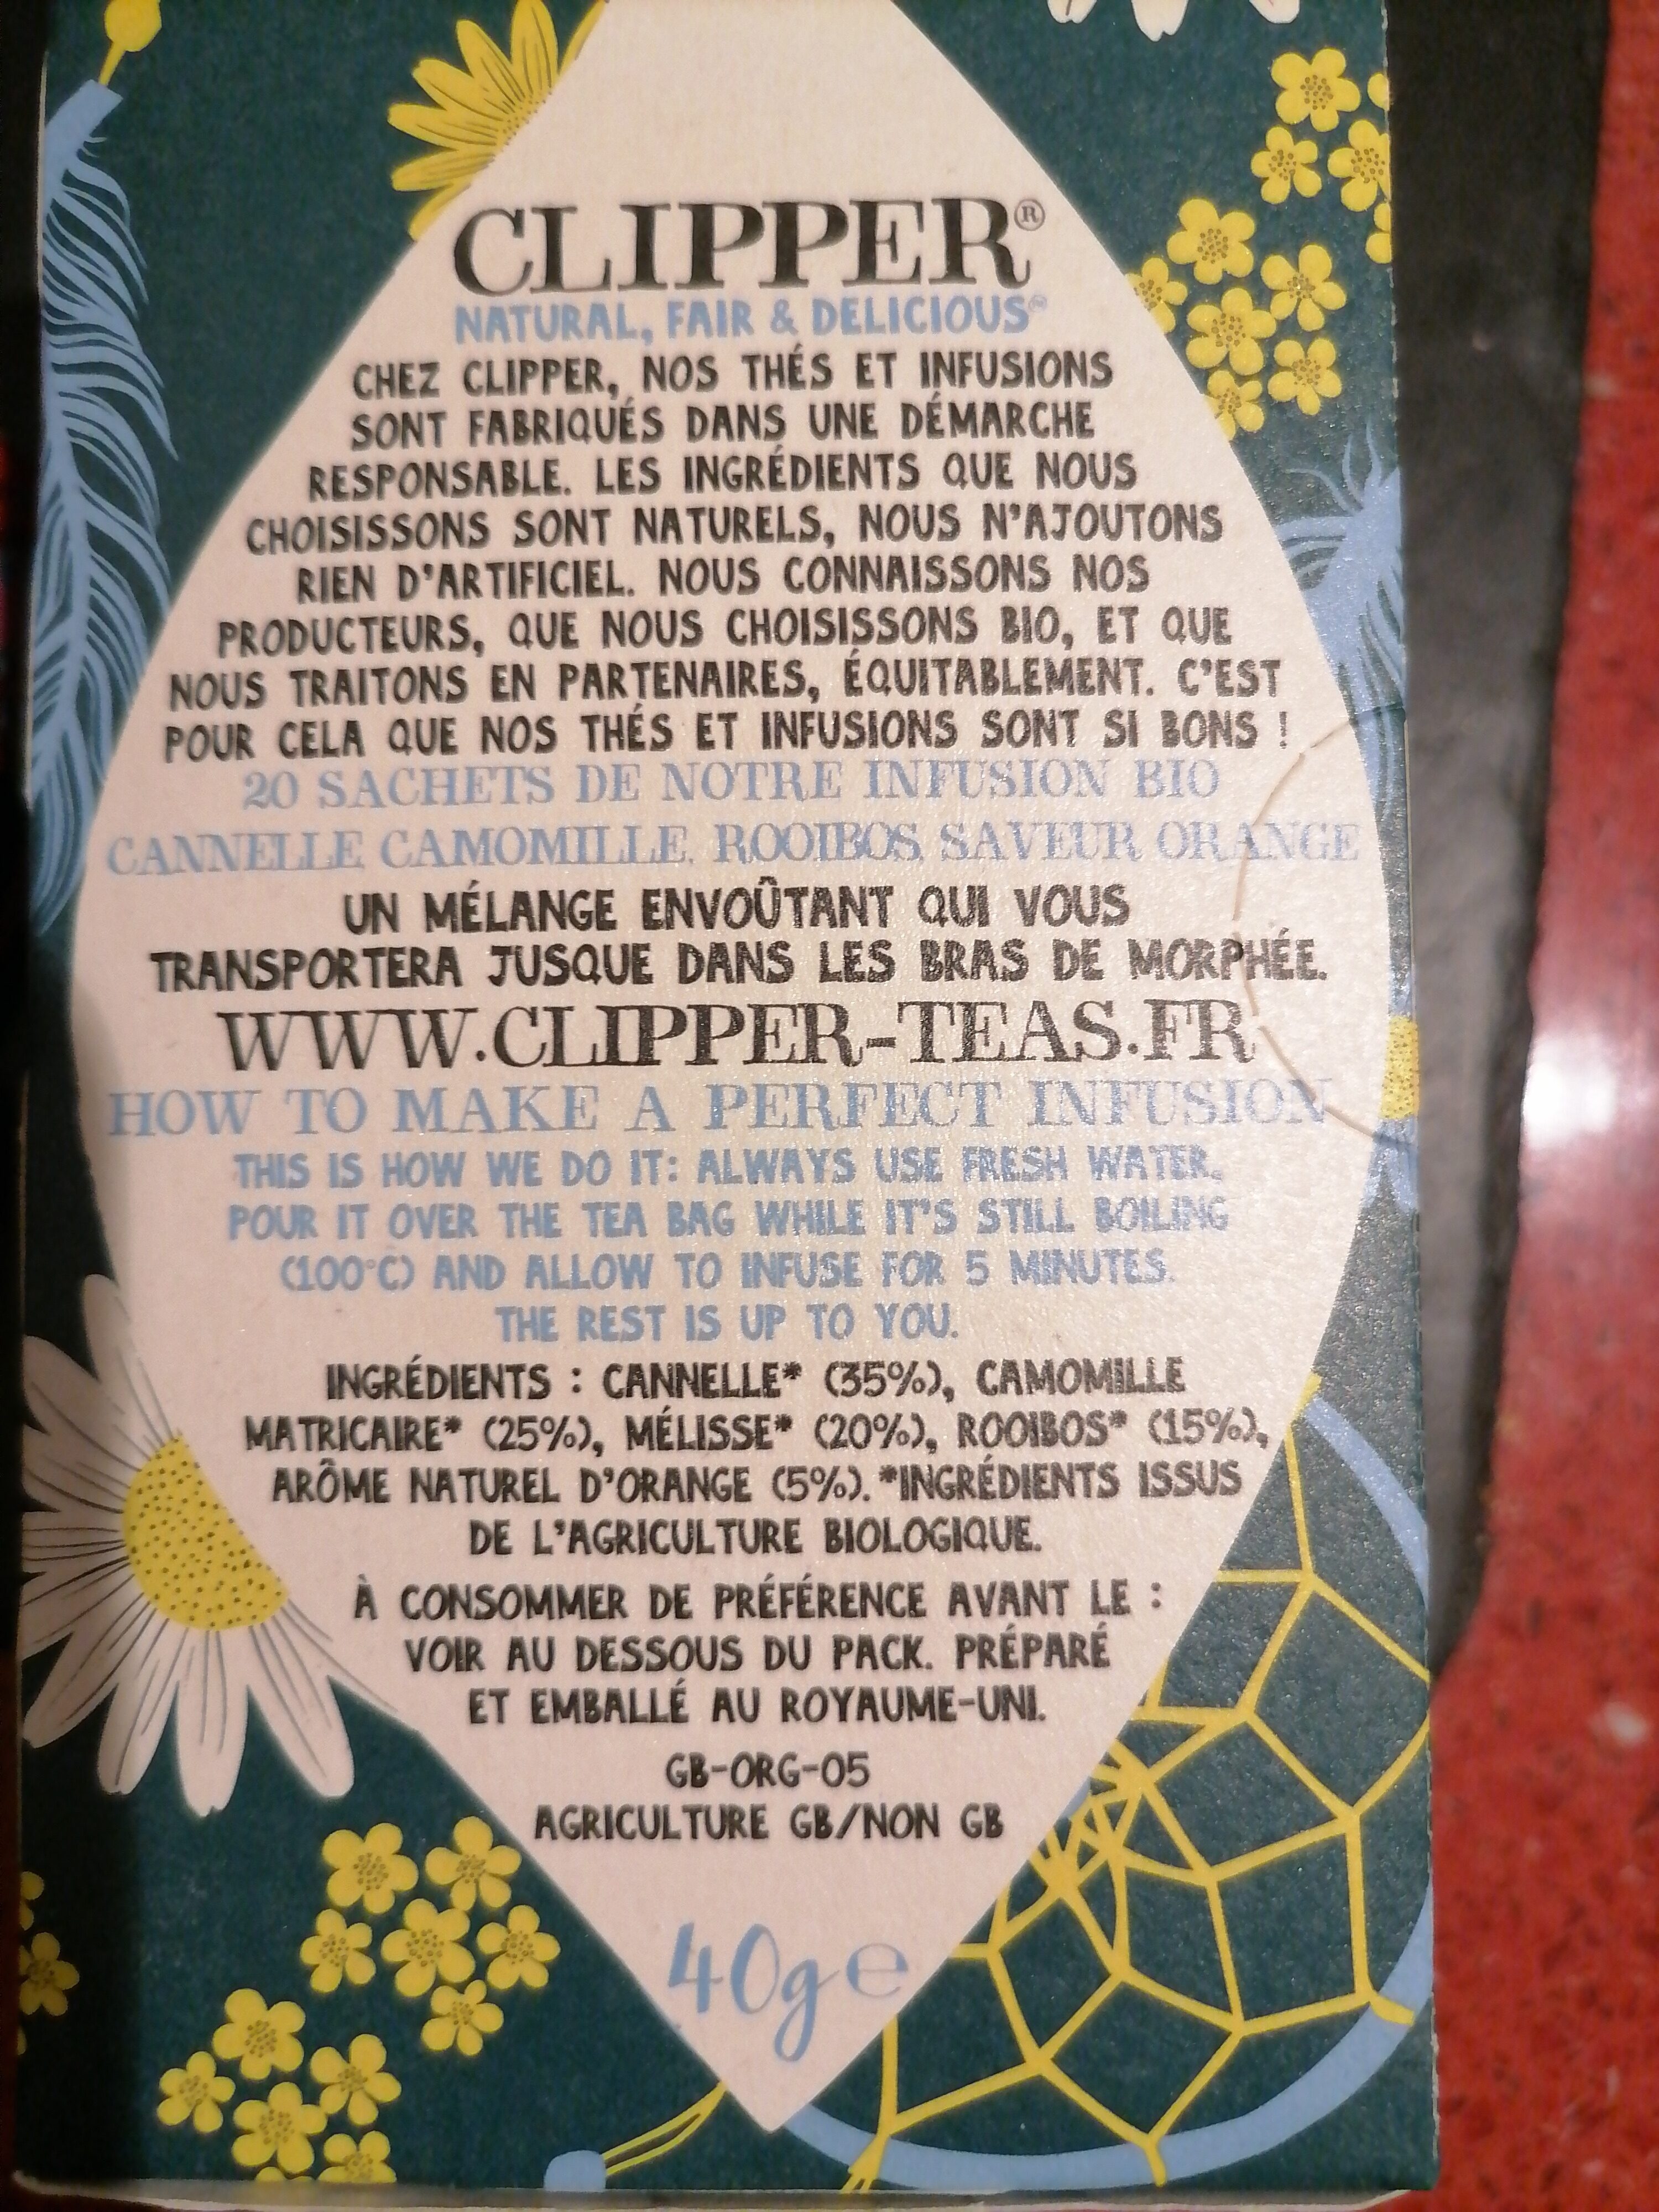 CLIPPER®
NATURAL, FAIR & DELICIOUS
CHEZ CLIPPER, NOS THÉS ET INFUSIONS
SONT FABRIQUÉS DANS UNE DÉMARCHE
RESPONSABLE. LES INGRÉDIENTS QUE NOUS
CHOISISSONS SONT NATURELS, NOUS N'AJOUTONS
RIEN D'ARTIFICIEL. NOUS CONNAISSONS NOS
PRODUCTEURS, QUE NOUS CHOISISSONS BIO, ET QUE
NOUS TRAITONS EN PARTENAIRES, ÉQUITABLEMENT. C'EST
POUR CELA QUE NOS THÉS ET INFUSIONS SONT SI BONS !
20 SACHETS DE NOTRE INFUSION BIO
CANNELLE, CAMOMILLE, ROOIBOS, SAVEUR ORANGE
UN MÉLANGE ENVOÛTANT QUI VOUS
TRANSPORTERA JUSQUE DANS LES BRAS DE MORPHÉE.
WWW.CLIPPER-TEAS.FR
HOW TO MAKE A PERFECT INFUSION
THIS IS HOW WE DO IT: ALWAYS USE FRESH WATER,
POUR IT OVER THE TEA BAG WHILE IT'S STILL BOILING
(100°C) AND ALLOW TO INFUSE FOR 5 MINUTES.
THE REST IS UP TO YOU.
INGRÉDIENTS : CANNELLE* (35%), CAMOMILLE
MATRICAIRE* (25%), MÉLISSE* (20%), ROOIBOS* (15%),
ARÔME NATUREL D'ORANGE (5%). *INGRÉDIENTS ISSUS
DE L'AGRICULTURE BIOLOGIQUE.
À CONSOMMER DE PRÉFÉRENCE AVANT LE :
VOIR AU DESSOUS DU PACK. PRÉPARÉ
ET EMBALLÉ AU ROYAUME-UNI.
GB-ORG-05
AGRICULTURE GB/NON GB
40g e